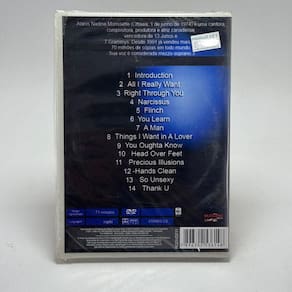 Alanis Nadine Morissette (Ottawa, 1 de junho de 1974) é uma cantora,
compositora, produtora e atriz canadense,
vencedora de 13 Junos e
7 Grammys. Desde 1991 já vendeu mais
70 milhões de cópias em todo mundo
Sua voz é considerada mezzo-soprano
1 Introduction
2 All I Really Want
3 Right Through You
4 Narcissus
5 Flinch
6 You Learn
7 A Man
8 Things I Want in A Lover
9 You Oughta Know
10 Head Over Feet
11 Precious Illusions
12 -Hands Clean
13 So Unsexy
14 Thank U
71 minutos
DVD